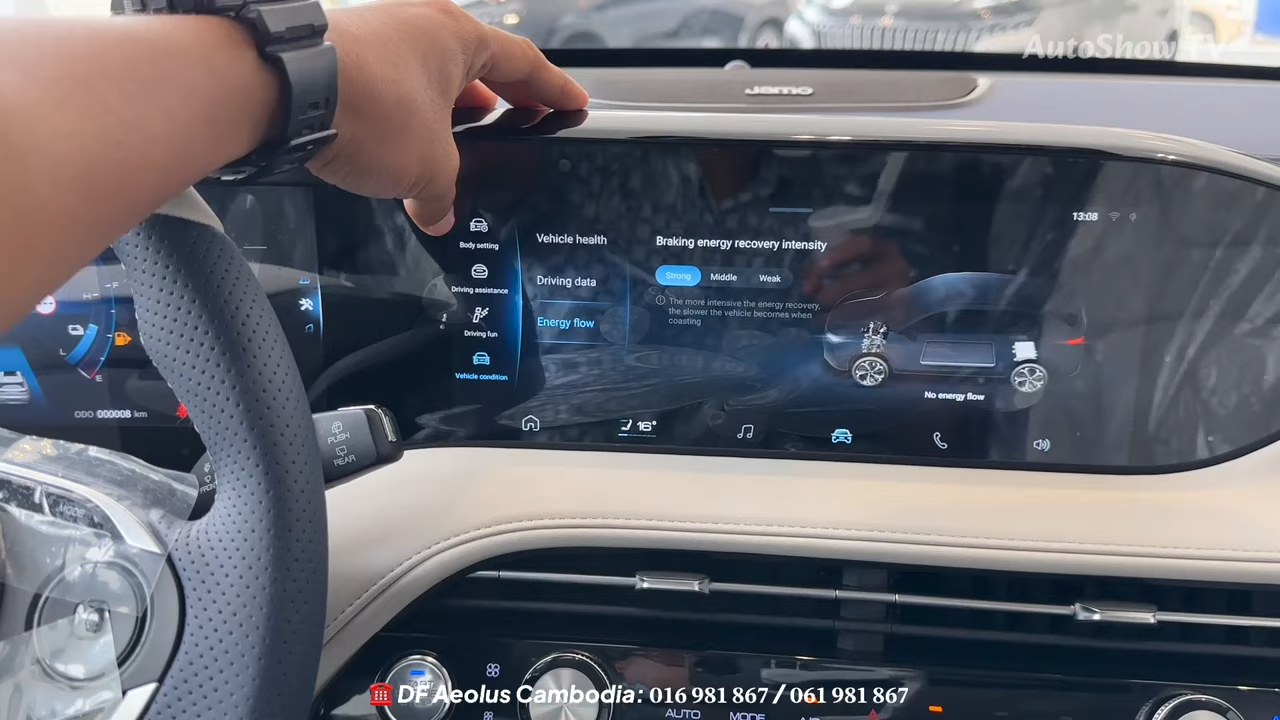 AutoShow TV
Jamo
13:08
Body setting
Driving assistance
Driving fun
Vehicle condition
Vehicle health
Driving data
Energy flow
Braking energy recovery intensity
Strong Middle Weak
The more intensive the energy recovery,
the slower the vehicle becomes when
coasting
No energy flow
16°
H
F
L
E
ODO 000008 km
PUSH
REAR
FRONT
MODE
AUTO
MODE
DF Aeolus Cambodia: 016 981 867 / 061 981 867